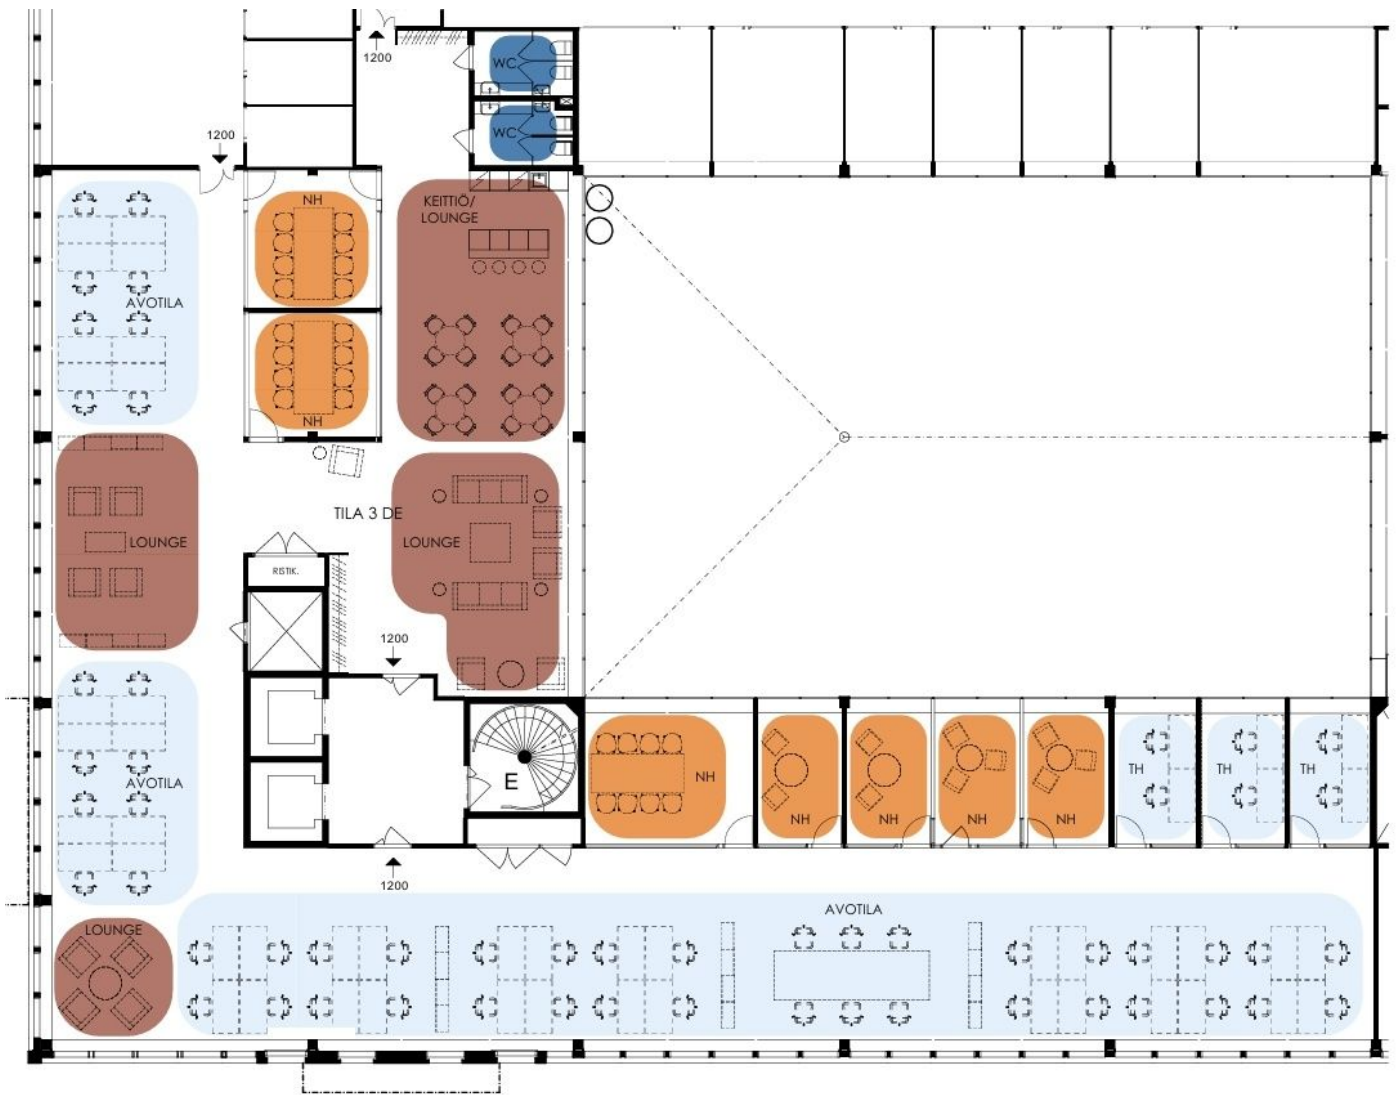 1200
WC
1200
WC
NH
KEITTIÖ/
LOUNGE
AVOTILA
NH
TILA 3 DE
LOUNGE
LOUNGE
RISTIK.
1200
AVOTILA
E
NH
NH
NH
NH
NH
TH
TH
TH
1200
AVOTILA
LOUNGE